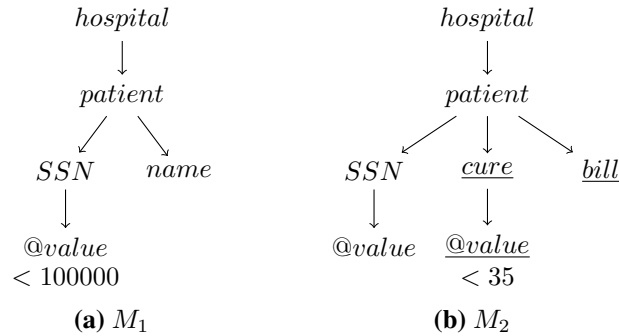 hospital hospital
patient patient
SSN name SSN cure bill
@value @value @value
< 100000 < 35
(a) M₁ (b) M₂